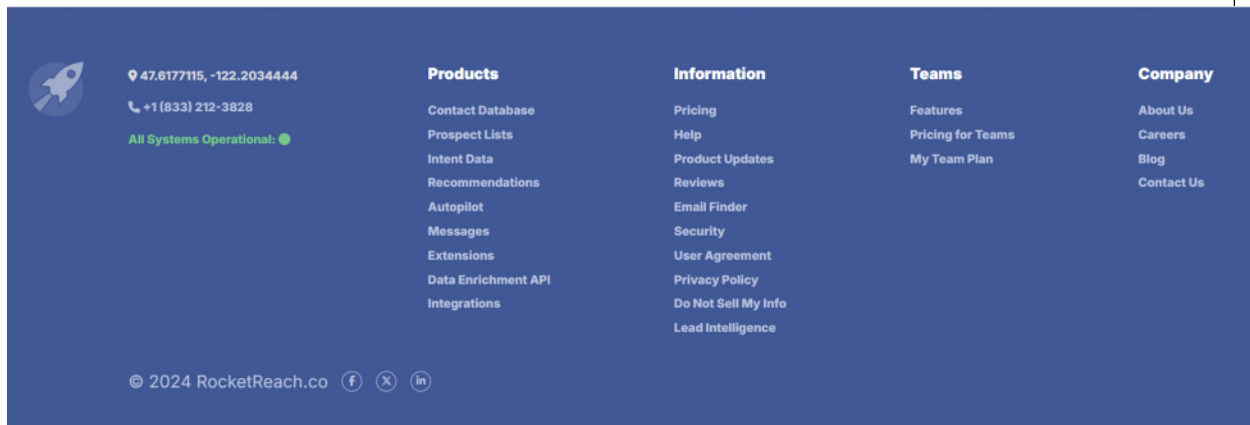 47.6177115, -122.2034444
+1 (833) 212-3828
All Systems Operational:
Products
Contact Database
Prospect Lists
Intent Data
Recommendations
Autopilot
Messages
Extensions
Data Enrichment API
Integrations
Information
Pricing
Help
Product Updates
Reviews
Email Finder
Security
User Agreement
Privacy Policy
Do Not Sell My Info
Lead Intelligence
Teams
Features
Pricing for Teams
My Team Plan
Company
About Us
Careers
Blog
Contact Us
© 2024 RocketReach.co f X in